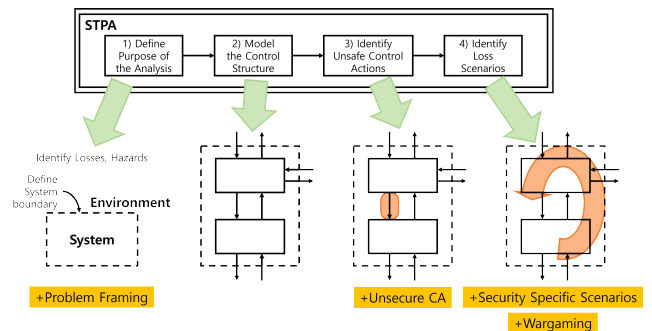 STPA
1) Define
Purpose of
the Analysis
2) Model
the Control
Structure
3) Identify
Unsafe Control
Actions
4) Identify
Loss
Scenarios
Identify Losses, Hazards
Define
System
boundary
Environment
System
+Problem Framing
+Unsecure CA
+Security Specific Scenarios
+Wargaming